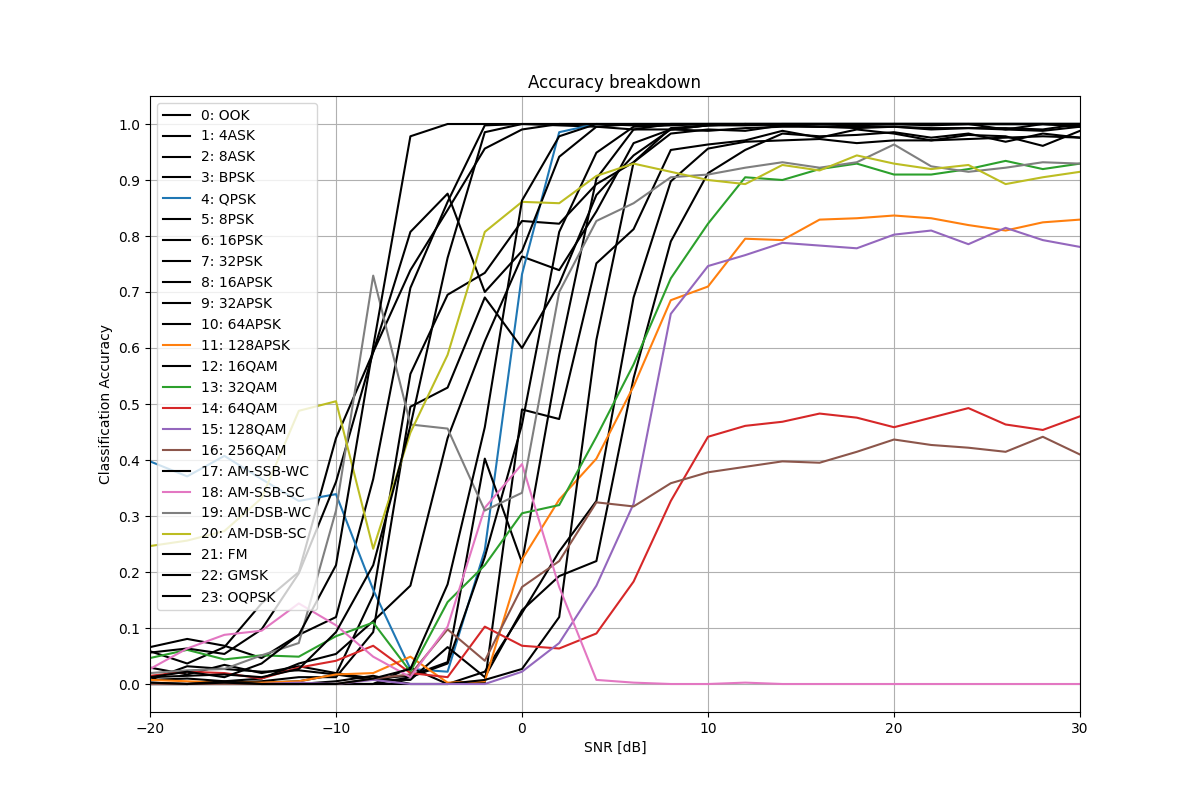 Accuracy breakdown
1.0
0.9
0.8
0.7
0.6
0.5
0.4
0.3
0.2
0.1
0.0
Classification Accuracy
0: OOK
1: 4ASK
2: 8ASK
3: BPSK
4: QPSK
5: 8PSK
6: 16PSK
7: 32PSK
8: 16APSK
9: 32APSK
10: 64APSK
11: 128APSK
12: 16QAM
13: 32QAM
14: 64QAM
15: 128QAM
16: 256QAM
17: AM-SSB-WC
18: AM-SSB-SC
19: AM-DSB-WC
20: AM-DSB-SC
21: FM
22: GMSK
23: OQPSK
−20 −10 0 10 20 30
SNR [dB]